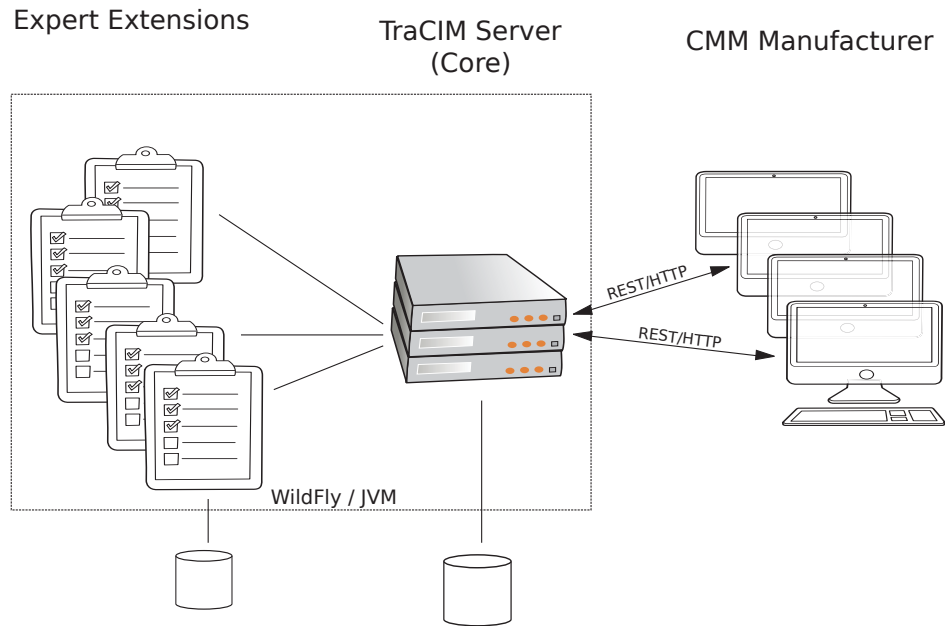 Expert Extensions
TraCIM Server
(Core)
CMM Manufacturer
REST/HTTP
REST/HTTP
WildFly / JVM